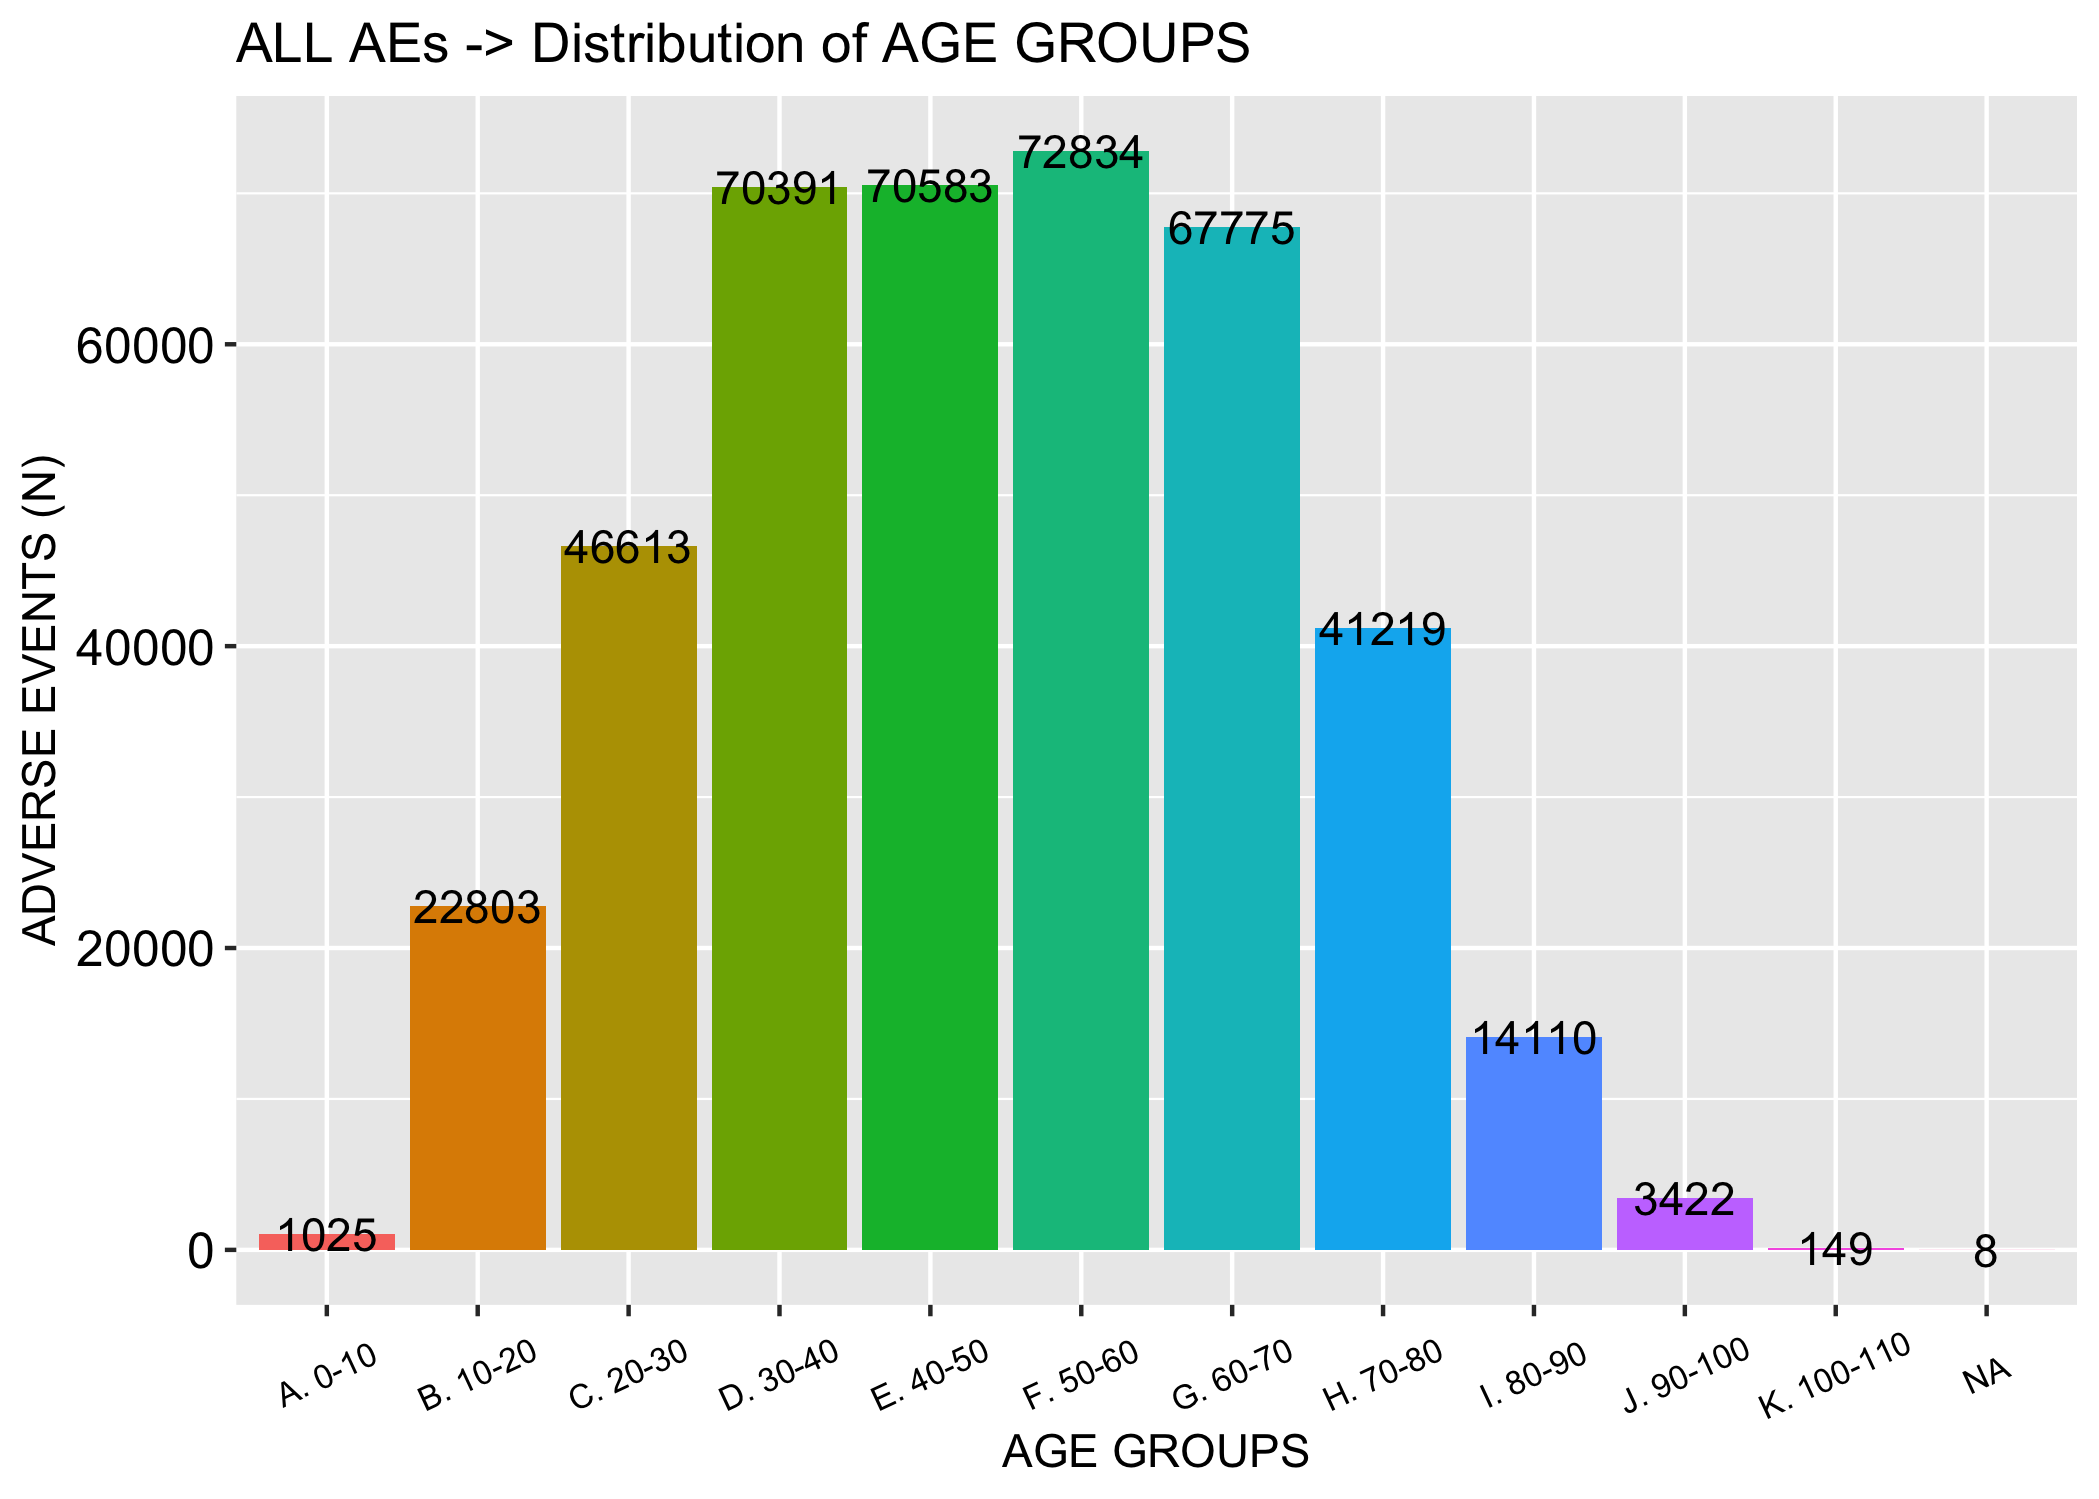 ALL AEs -> Distribution of AGE GROUPS
ADVERSE EVENTS (N)
60000
40000
20000
0
1025
22803
46613
70391
70583
72834
67775
41219
14110
3422
149
8
A. 0-10
B. 10-20
C. 20-30
D. 30-40
E. 40-50
F. 50-60
G. 60-70
H. 70-80
I. 80-90
J. 90-100
K. 100-110
NA
AGE GROUPS